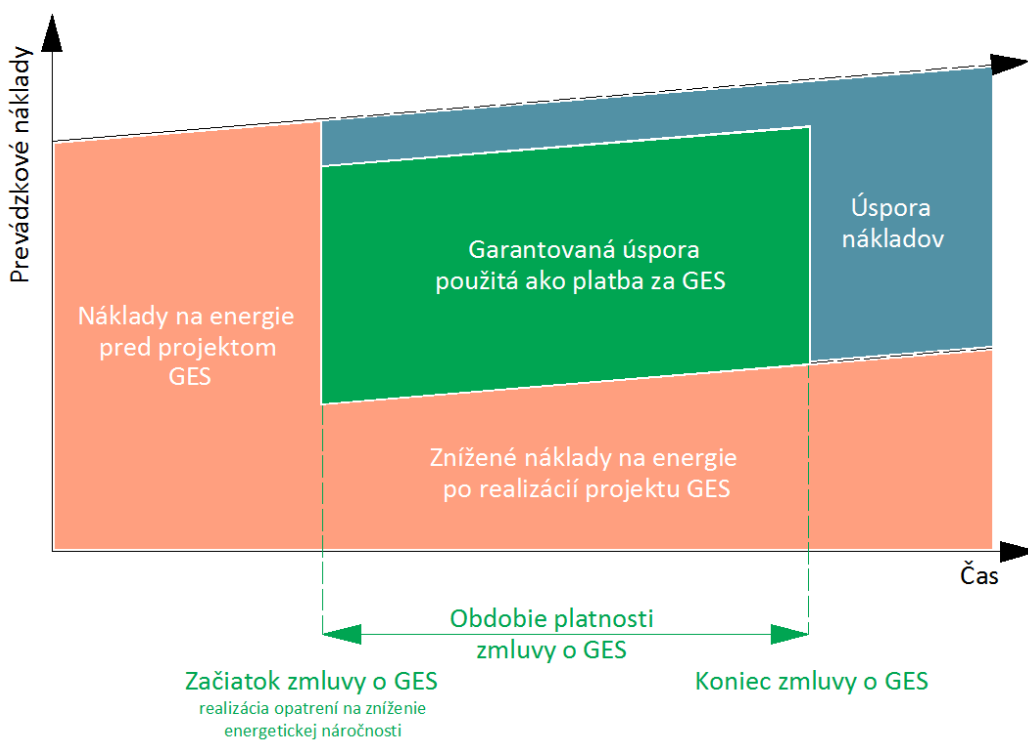 Prevádzkové náklady
Náklady na energie
pred projektom
GES
Garantovaná úspora
použitá ako platba za GES
Úspora
nákladov
Znížené náklady na energie
po realizácií projektu GES
Čas
Obdobie platnosti
zmluvy o GES
Začiatok zmluvy o GES
realizácia opatrení na zníženie
energetickej náročnosti
Koniec zmluvy o GES